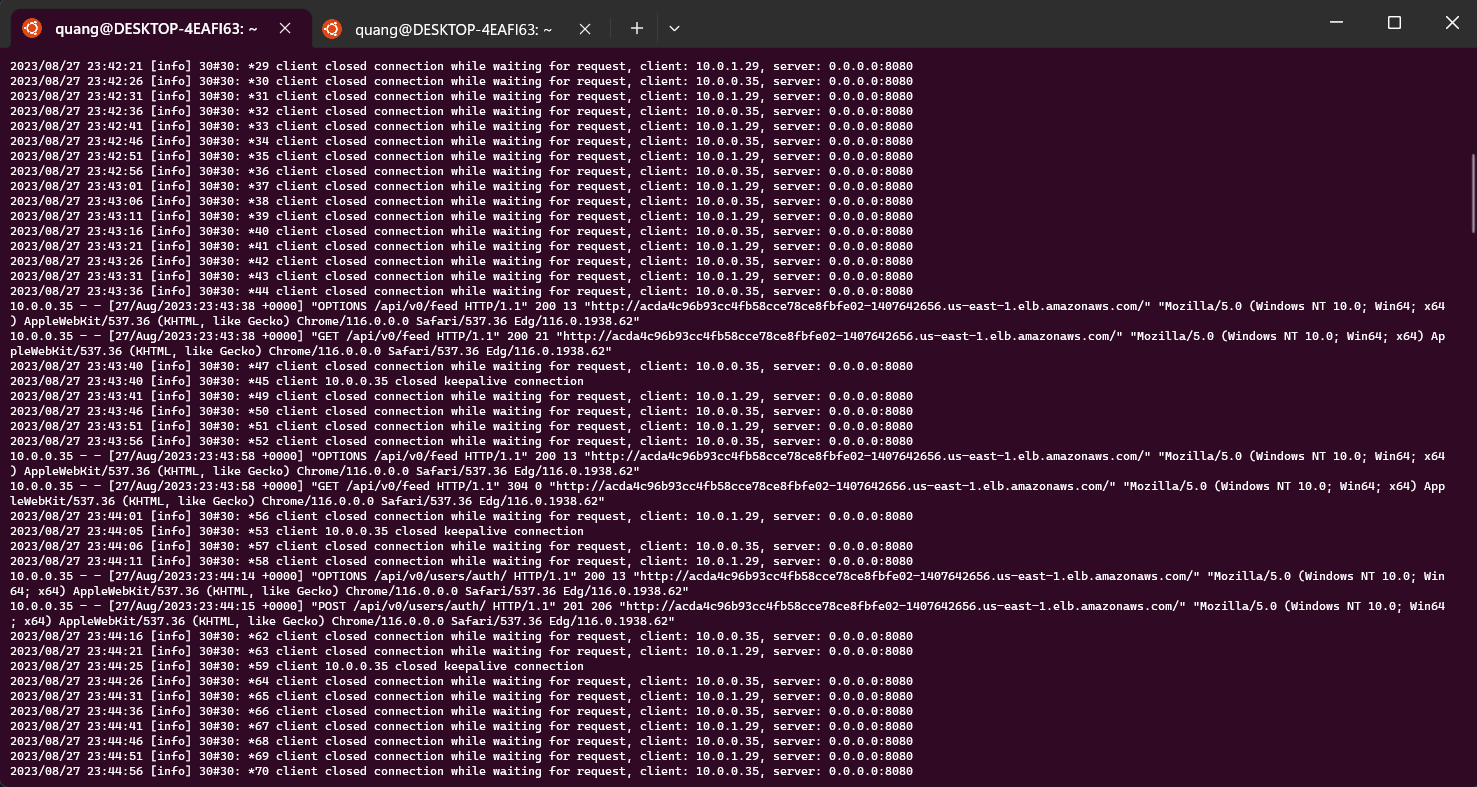 quang@DESKTOP-4EAFI63: ~
quang@DESKTOP-4EAFI63: ~
2023/08/27 23:42:21 [info] 30#30: *29 client closed connection while waiting for request, client: 10.0.1.29, server: 0.0.0.0:8080
2023/08/27 23:42:26 [info] 30#30: *30 client closed connection while waiting for request, client: 10.0.0.35, server: 0.0.0.0:8080
2023/08/27 23:42:31 [info] 30#30: *31 client closed connection while waiting for request, client: 10.0.1.29, server: 0.0.0.0:8080
2023/08/27 23:42:36 [info] 30#30: *32 client closed connection while waiting for request, client: 10.0.0.35, server: 0.0.0.0:8080
2023/08/27 23:42:41 [info] 30#30: *33 client closed connection while waiting for request, client: 10.0.1.29, server: 0.0.0.0:8080
2023/08/27 23:42:46 [info] 30#30: *34 client closed connection while waiting for request, client: 10.0.0.35, server: 0.0.0.0:8080
2023/08/27 23:42:51 [info] 30#30: *35 client closed connection while waiting for request, client: 10.0.1.29, server: 0.0.0.0:8080
2023/08/27 23:42:56 [info] 30#30: *36 client closed connection while waiting for request, client: 10.0.0.35, server: 0.0.0.0:8080
2023/08/27 23:43:01 [info] 30#30: *37 client closed connection while waiting for request, client: 10.0.1.29, server: 0.0.0.0:8080
2023/08/27 23:43:06 [info] 30#30: *38 client closed connection while waiting for request, client: 10.0.0.35, server: 0.0.0.0:8080
2023/08/27 23:43:11 [info] 30#30: *39 client closed connection while waiting for request, client: 10.0.1.29, server: 0.0.0.0:8080
2023/08/27 23:43:16 [info] 30#30: *40 client closed connection while waiting for request, client: 10.0.0.35, server: 0.0.0.0:8080
2023/08/27 23:43:21 [info] 30#30: *41 client closed connection while waiting for request, client: 10.0.1.29, server: 0.0.0.0:8080
2023/08/27 23:43:26 [info] 30#30: *42 client closed connection while waiting for request, client: 10.0.0.35, server: 0.0.0.0:8080
2023/08/27 23:43:31 [info] 30#30: *43 client closed connection while waiting for request, client: 10.0.1.29, server: 0.0.0.0:8080
2023/08/27 23:43:36 [info] 30#30: *44 client closed connection while waiting for request, client: 10.0.0.35, server: 0.0.0.0:8080
10.0.0.35 - - [27/Aug/2023:23:43:38 +0000] "OPTIONS /api/v0/feed HTTP/1.1" 200 13 "http://acda4c96b93cc4fb58cce78ce8fbfe02-1407642656.us-east-1.elb.amazonaws.com/" "Mozilla/5.0 (Windows NT 10.0; Win64; x64
) AppleWebKit/537.36 (KHTML, like Gecko) Chrome/116.0.0.0 Safari/537.36 Edg/116.0.1938.62"
10.0.0.35 - - [27/Aug/2023:23:43:38 +0000] "GET /api/v0/feed HTTP/1.1" 200 21 "http://acda4c96b93cc4fb58cce78ce8fbfe02-1407642656.us-east-1.elb.amazonaws.com/" "Mozilla/5.0 (Windows NT 10.0; Win64; x64) Ap
pleWebKit/537.36 (KHTML, like Gecko) Chrome/116.0.0.0 Safari/537.36 Edg/116.0.1938.62"
2023/08/27 23:43:40 [info] 30#30: *47 client closed connection while waiting for request, client: 10.0.0.35, server: 0.0.0.0:8080
2023/08/27 23:43:40 [info] 30#30: *45 client 10.0.0.35 closed keepalive connection
2023/08/27 23:43:41 [info] 30#30: *49 client closed connection while waiting for request, client: 10.0.1.29, server: 0.0.0.0:8080
2023/08/27 23:43:46 [info] 30#30: *50 client closed connection while waiting for request, client: 10.0.0.35, server: 0.0.0.0:8080
2023/08/27 23:43:51 [info] 30#30: *51 client closed connection while waiting for request, client: 10.0.1.29, server: 0.0.0.0:8080
2023/08/27 23:43:56 [info] 30#30: *52 client closed connection while waiting for request, client: 10.0.0.35, server: 0.0.0.0:8080
10.0.0.35 - - [27/Aug/2023:23:43:58 +0000] "OPTIONS /api/v0/feed HTTP/1.1" 200 13 "http://acda4c96b93cc4fb58cce78ce8fbfe02-1407642656.us-east-1.elb.amazonaws.com/" "Mozilla/5.0 (Windows NT 10.0; Win64; x64
) AppleWebKit/537.36 (KHTML, like Gecko) Chrome/116.0.0.0 Safari/537.36 Edg/116.0.1938.62"
10.0.0.35 - - [27/Aug/2023:23:43:58 +0000] "GET /api/v0/feed HTTP/1.1" 304 0 "http://acda4c96b93cc4fb58cce78ce8fbfe02-1407642656.us-east-1.elb.amazonaws.com/" "Mozilla/5.0 (Windows NT 10.0; Win64; x64) App
leWebKit/537.36 (KHTML, like Gecko) Chrome/116.0.0.0 Safari/537.36 Edg/116.0.1938.62"
2023/08/27 23:44:01 [info] 30#30: *56 client closed connection while waiting for request, client: 10.0.1.29, server: 0.0.0.0:8080
2023/08/27 23:44:05 [info] 30#30: *53 client 10.0.0.35 closed keepalive connection
2023/08/27 23:44:06 [info] 30#30: *57 client closed connection while waiting for request, client: 10.0.0.35, server: 0.0.0.0:8080
2023/08/27 23:44:11 [info] 30#30: *58 client closed connection while waiting for request, client: 10.0.1.29, server: 0.0.0.0:8080
10.0.0.35 - - [27/Aug/2023:23:44:14 +0000] "OPTIONS /api/v0/users/auth/ HTTP/1.1" 200 13 "http://acda4c96b93cc4fb58cce78ce8fbfe02-1407642656.us-east-1.elb.amazonaws.com/" "Mozilla/5.0 (Windows NT 10.0; Win
64; x64) AppleWebKit/537.36 (KHTML, like Gecko) Chrome/116.0.0.0 Safari/537.36 Edg/116.0.1938.62"
10.0.0.35 - - [27/Aug/2023:23:44:15 +0000] "POST /api/v0/users/auth/ HTTP/1.1" 201 206 "http://acda4c96b93cc4fb58cce78ce8fbfe02-1407642656.us-east-1.elb.amazonaws.com/" "Mozilla/5.0 (Windows NT 10.0; Win64
; x64) AppleWebKit/537.36 (KHTML, like Gecko) Chrome/116.0.0.0 Safari/537.36 Edg/116.0.1938.62"
2023/08/27 23:44:16 [info] 30#30: *62 client closed connection while waiting for request, client: 10.0.0.35, server: 0.0.0.0:8080
2023/08/27 23:44:21 [info] 30#30: *63 client closed connection while waiting for request, client: 10.0.1.29, server: 0.0.0.0:8080
2023/08/27 23:44:25 [info] 30#30: *59 client 10.0.0.35 closed keepalive connection
2023/08/27 23:44:26 [info] 30#30: *64 client closed connection while waiting for request, client: 10.0.0.35, server: 0.0.0.0:8080
2023/08/27 23:44:31 [info] 30#30: *65 client closed connection while waiting for request, client: 10.0.1.29, server: 0.0.0.0:8080
2023/08/27 23:44:36 [info] 30#30: *66 client closed connection while waiting for request, client: 10.0.0.35, server: 0.0.0.0:8080
2023/08/27 23:44:41 [info] 30#30: *67 client closed connection while waiting for request, client: 10.0.1.29, server: 0.0.0.0:8080
2023/08/27 23:44:46 [info] 30#30: *68 client closed connection while waiting for request, client: 10.0.0.35, server: 0.0.0.0:8080
2023/08/27 23:44:51 [info] 30#30: *69 client closed connection while waiting for request, client: 10.0.1.29, server: 0.0.0.0:8080
2023/08/27 23:44:56 [info] 30#30: *70 client closed connection while waiting for request, client: 10.0.0.35, server: 0.0.0.0:8080